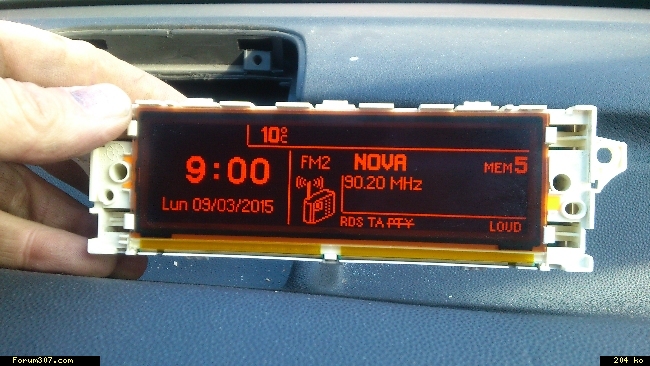 10°C
9:00
Lun 09/03/2015
FM2 NOVA MEM5
90.20 MHz
RDS TA PTY LOUD
Forum307.com
204 ko